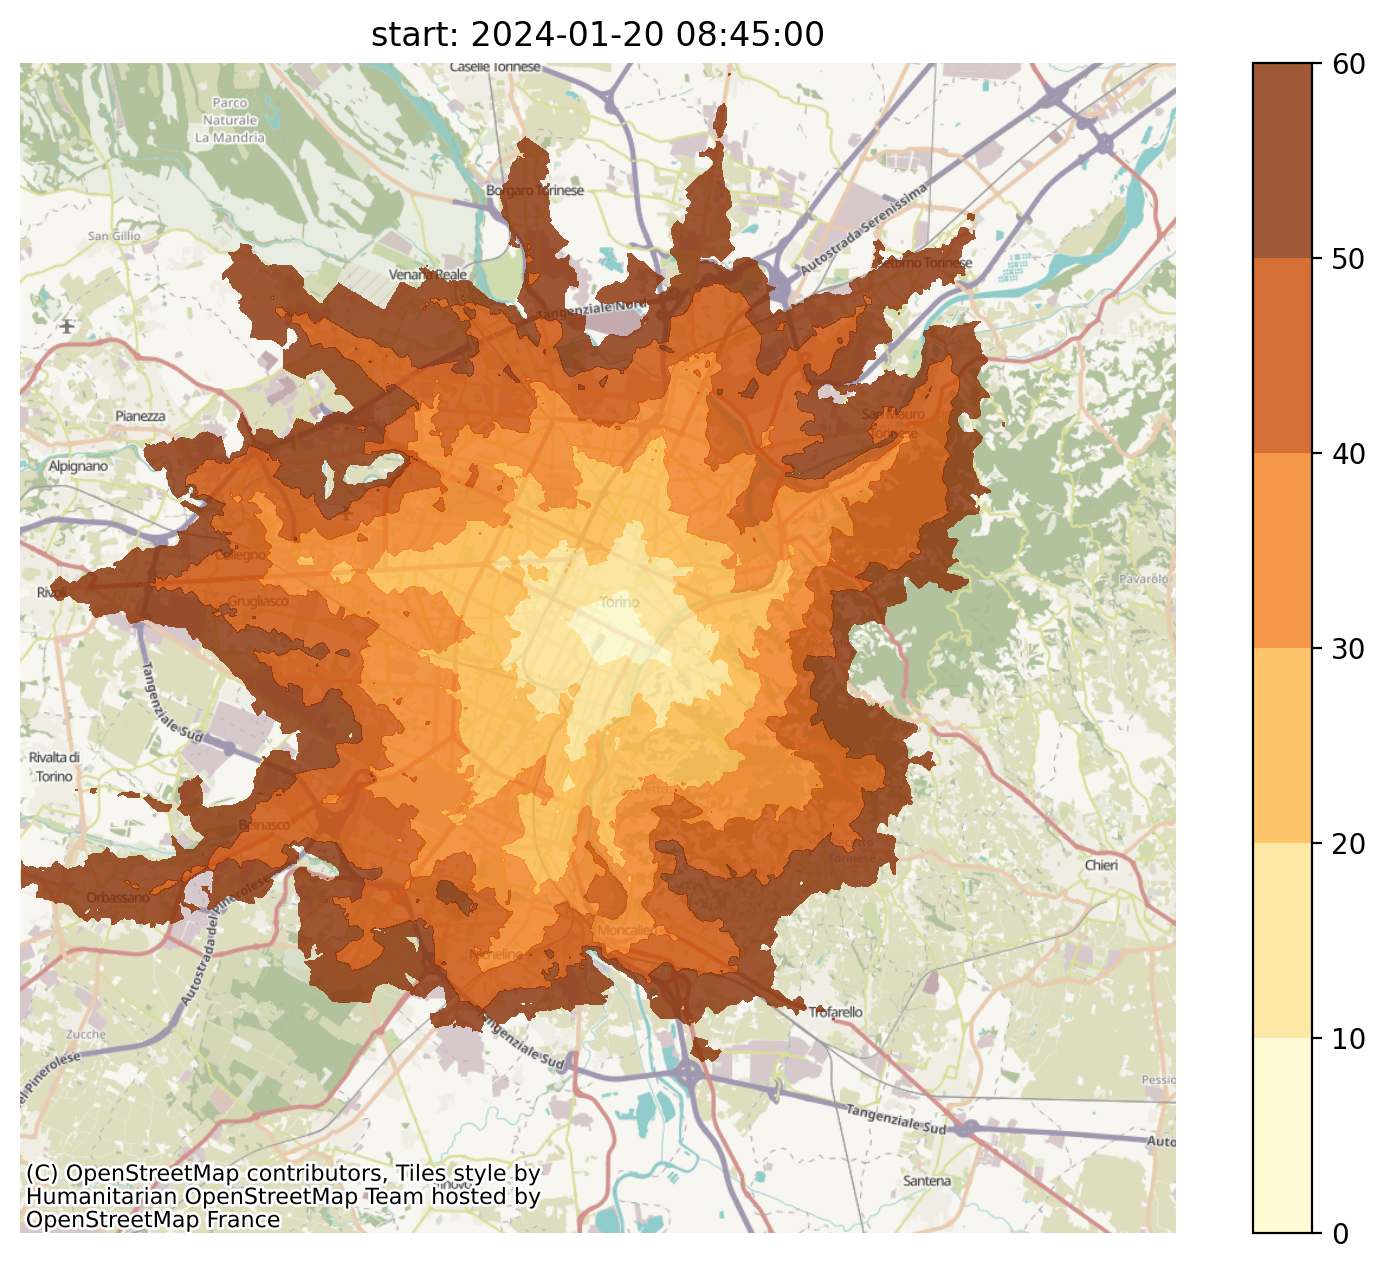 start: 2024-01-20 08:45:00
Caselle Torinese
Parco
Naturale
La Mandria
Borgaro Torinese
Autostrada Serenissima
San Gillio
Venaria Reale
Settimo Torinese
Tangenziale Nord
Pianezza
San Mauro
Torinese
Alpignano
Collegno
Pavarolo
Rivoli
Grugliasco
Torino
Tangenziale Sud
Rivalta di
Torino
Beinasco
Torinese
Chieri
Orbassano
Autostrada del Pinerolese
Moncalieri
Nichelino
Trofarello
Zucche
Tangenziale Sud
del Pinerolese
Pessio
Tangenziale Sud
Auto
Santena
(C) OpenStreetMap contributors, Tiles style by
Humanitarian OpenStreetMap Team hosted by
OpenStreetMap France
60
50
40
30
20
10
0